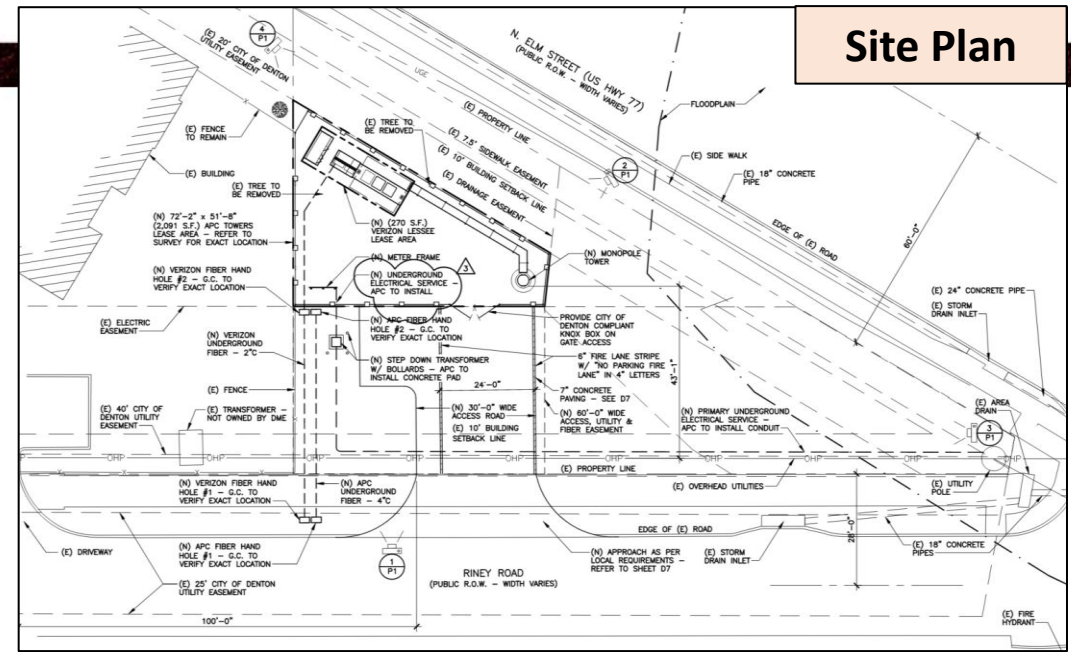 Site Plan
4
P1
(E) 20' CITY OF DENTON
UTILITY EASEMENT
N. ELM STREET (US HWY 77)
(PUBLIC R.O.W. - WIDTH VARIES)
UGE
FLOODPLAIN
(E) PROPERTY LINE
(E) 7.5' SIDEWALK EASEMENT
(E) 10' BUILDING SETBACK LINE
(E) DRAINAGE EASEMENT
(E) TREE TO
BE REMOVED
(E) FENCE
TO REMAIN
(E) BUILDING
2
P1
(E) SIDE WALK
(E) 18" CONCRETE
PIPE
EDGE OF (E) ROAD
60'-0"
(E) TREE TO
BE REMOVED
(N) 72'-2" x 51'-8"
(2,091 S.F.) APC TOWERS
LEASE AREA - REFER TO
SURVEY FOR EXACT LOCATION
(N) (270 S.F.)
VERIZON LESSEE
LEASE AREA
(N) METER FRAME
(N) UNDERGROUND
ELECTRICAL SERVICE -
APC TO INSTALL
3
(N) MONOPOLE
TOWER
(N) VERIZON FIBER HAND
HOLE #2 - G.C. TO
VERIFY EXACT LOCATION
(E) 24" CONCRETE PIPE
(E) STORM
DRAIN INLET
(E) ELECTRIC
EASEMENT
(N) APC FIBER HAND
HOLE #2 - G.C. TO
VERIFY EXACT LOCATION
PROVIDE CITY OF
DENTON COMPLIANT
KNOX BOX ON
GATE ACCESS
(N) VERIZON
UNDERGROUND
FIBER - 2"C
(N) STEP DOWN TRANSFORMER
W/ BOLLARDS - APC TO
INSTALL CONCRETE PAD
6" FIRE LANE STRIPE
W/ "NO PARKING FIRE
LANE" IN 4" LETTERS
43'-1"
24'-0"
7" CONCRETE
PAVING - SEE D7
(E) FENCE
(E) 40' CITY OF
DENTON UTILITY
EASEMENT
(E) TRANSFORMER -
NOT OWNED BY DME
(N) 30'-0" WIDE
ACCESS ROAD
(E) 10' BUILDING
SETBACK LINE
(N) 60'-0" WIDE
ACCESS, UTILITY &
FIBER EASEMENT
(N) PRIMARY UNDERGROUND
ELECTRICAL SERVICE -
APC TO INSTALL CONDUIT
(E) AREA
DRAIN
3
P1
OHP OHP OHP OHP OHP OHP OHP OHP
(E) PROPERTY LINE
(N) VERIZON FIBER HAND
HOLE #1 - G.C. TO
VERIFY EXACT LOCATION
(N) APC
UNDERGROUND
FIBER - 4"C
(E) OVERHEAD UTILITIES
(E) UTILITY
POLE
EDGE OF (E) ROAD
28'-0"
(E) DRIVEWAY
(N) APC FIBER HAND
HOLE #1 - G.C. TO
VERIFY EXACT LOCATION
1
P1
(N) APPROACH AS PER
LOCAL REQUIREMENTS -
REFER TO SHEET D7
(E) STORM
DRAIN INLET
(E) 18" CONCRETE
PIPES
RINEY ROAD
(PUBLIC R.O.W. - WIDTH VARIES)
(E) 25' CITY OF DENTON
UTILITY EASEMENT
100'-0"
(E) FIRE
HYDRANT